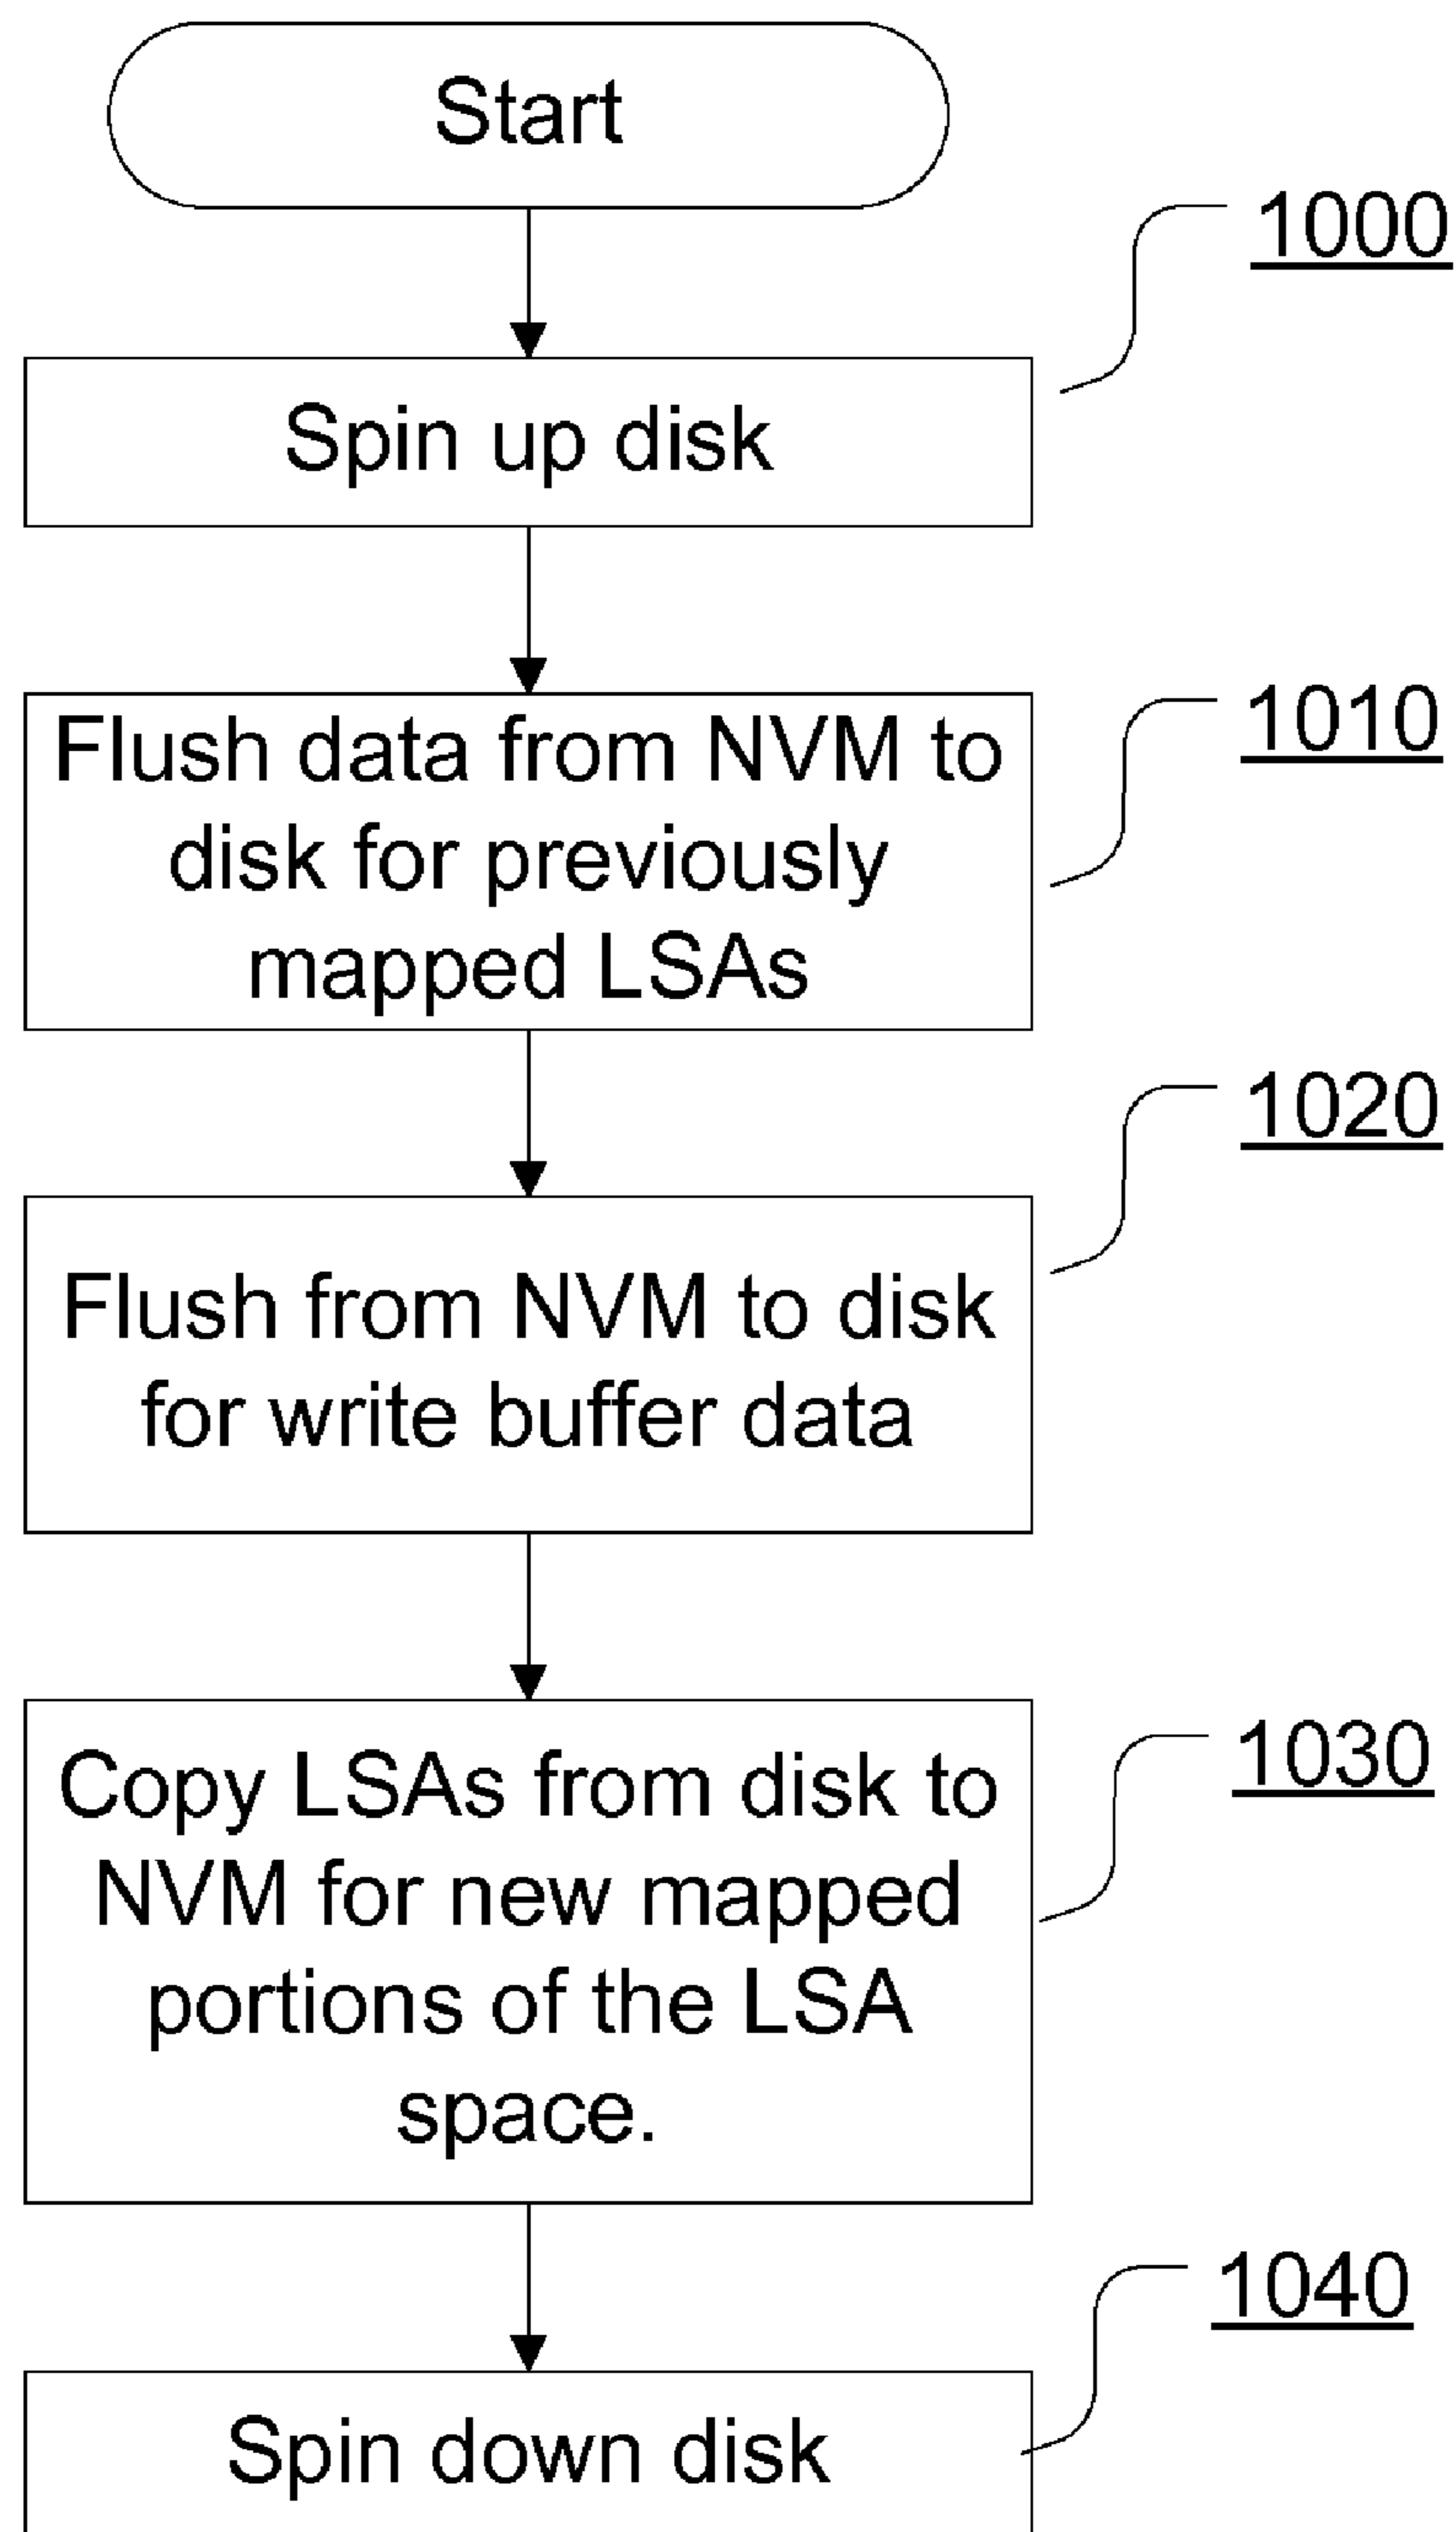 Start
1000
Spin up disk
1010
Flush data from NVM to
disk for previously
mapped LSAs
1020
Flush from NVM to disk
for write buffer data
1030
Copy LSAs from disk to
NVM for new mapped
portions of the LSA
space.
1040
Spin down disk